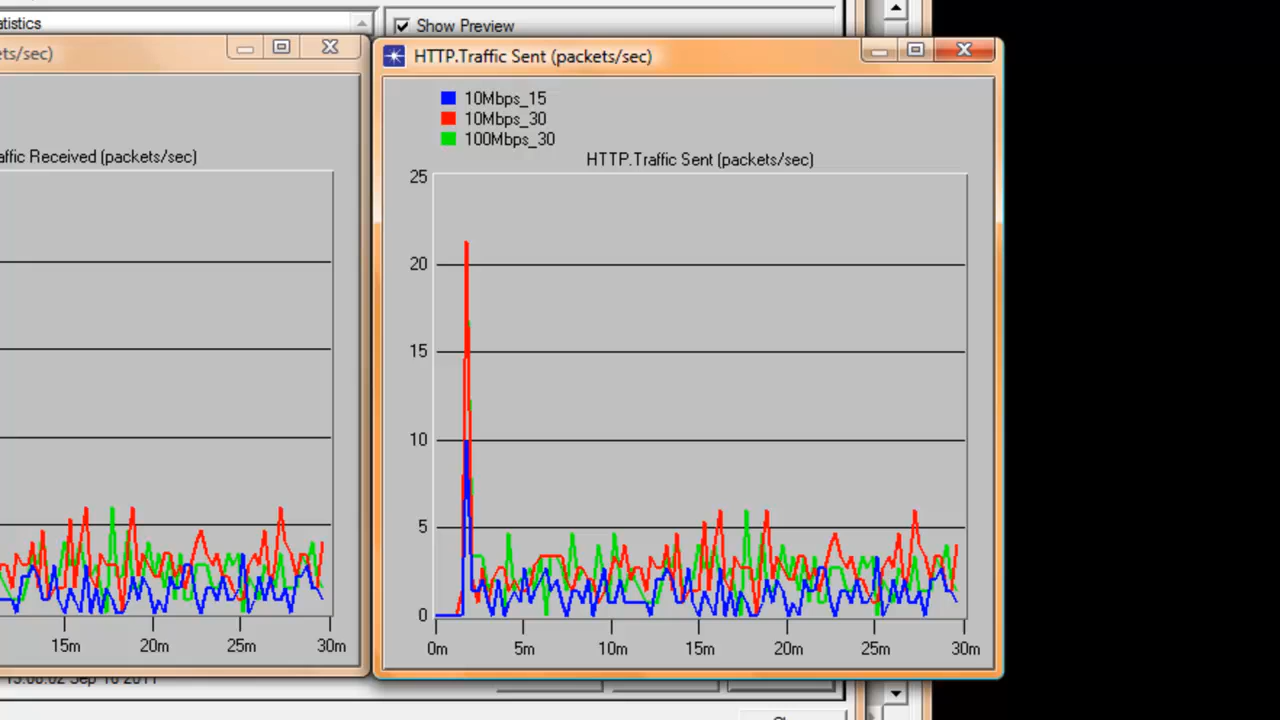 atistics
Show Preview
ets/sec)
HTTP.Traffic Sent (packets/sec)
10Mbps_15
10Mbps_30
100Mbps_30
affic Received (packets/sec)
HTTP.Traffic Sent (packets/sec)
25
20
15
10
5
0
15m 20m 25m 30m
0m 5m 10m 15m 20m 25m 30m